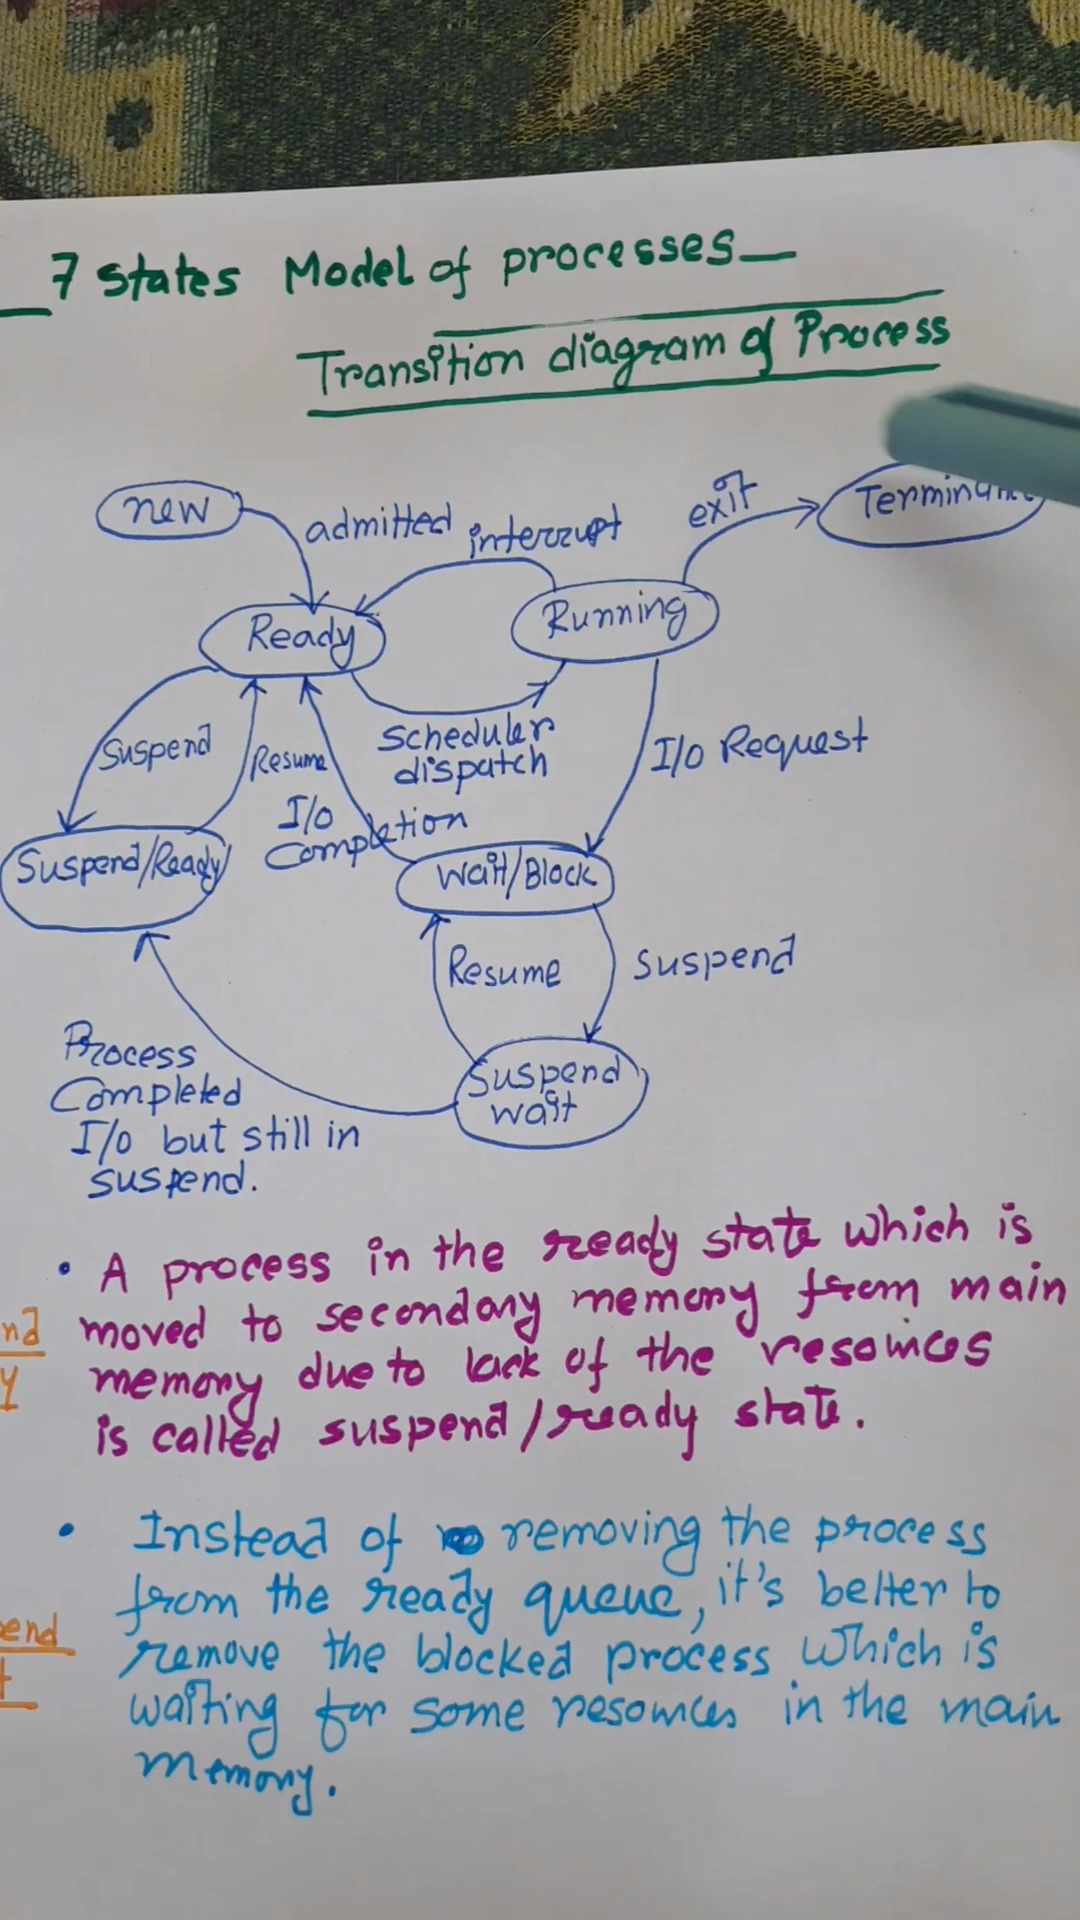 7 states Model of processes
Transition diagram of Process
new
admitted
interrupt
exit
Ready
Running
Suspend
Resume
Scheduler
dispatch
I/O Request
I/O
Completion
Suspend/Ready
Wait/Block
Resume
Suspend
Process
Completed
I/O but still in
suspend.
Suspend
wait
• A process in the ready state which is
moved to secondary memory from main
memory due to lack of the resources
is called suspend/ready state.
• Instead of removing the process
from the ready queue, it's better to
remove the blocked process which is
waiting for some resources in the main
memory.